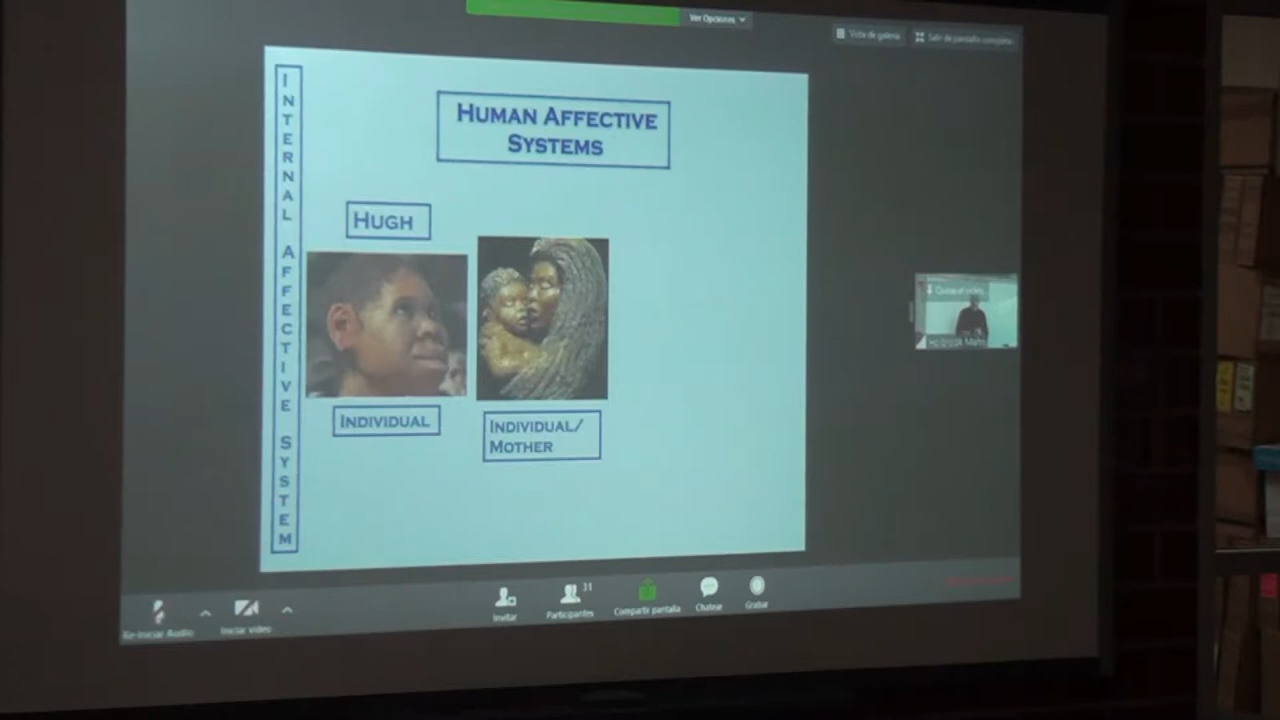 Ver Opciones
Vista de galería
Salir de pantalla completa
HUMAN AFFECTIVE
SYSTEMS
INTERNAL AFFECTIVE SYSTEM
HUGH
INDIVIDUAL
INDIVIDUAL/
MOTHER
Re-iniciar Audio
Iniciar video
Invitar
31
Participantes
Compartir pantalla
Chatear
Grabar